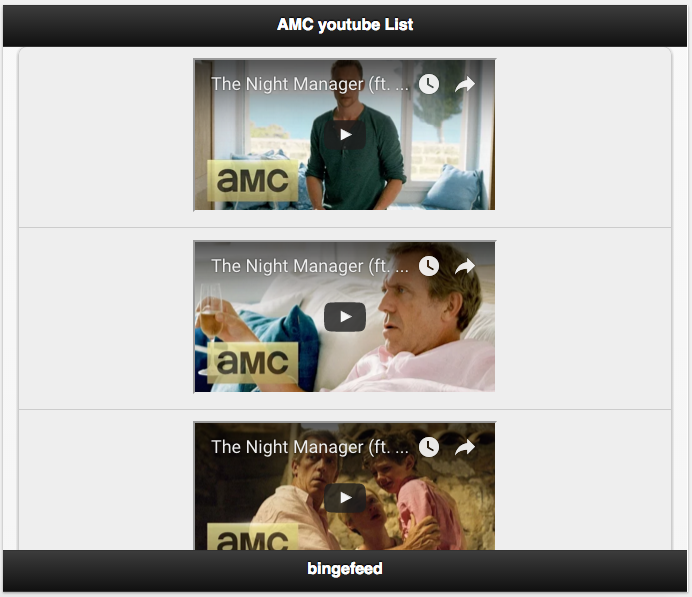 AMC youtube List
The Night Manager (ft. ...
aMC
The Night Manager (ft. ...
aMC
The Night Manager (ft. ...
aMC
bingefeed